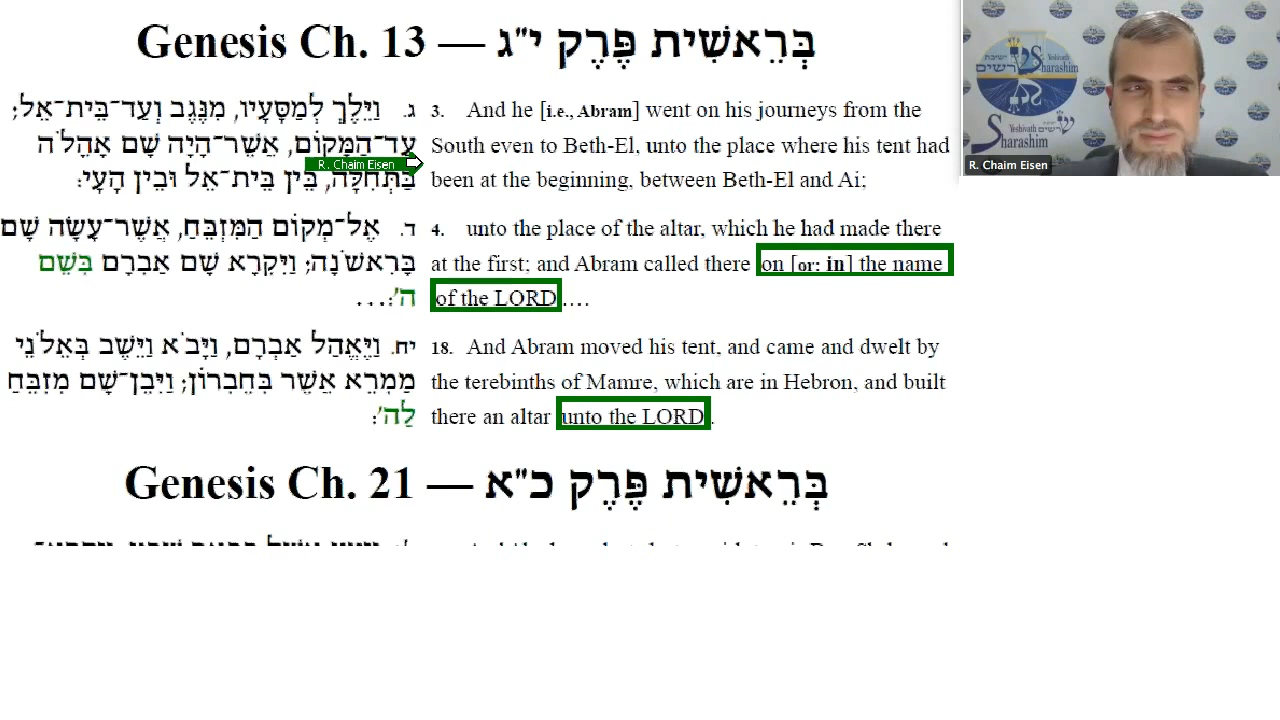 Genesis Ch. 13 — בְּרֵאשִׁית פֶּרֶק י"ג
ג. וַיֵּלֶךְ לְמַסָּעָיו, מִנֶּגֶב וְעַד־בֵּית־אֵל;
עַד־הַמָּקוֹם, אֲשֶׁר־הָיָה שָׁם אָהֳלֹה
בַּתְּחִלָּה, בֵּין בֵּית־אֵל וּבֵין הָעָי:
3. And he [i.e., Abram] went on his journeys from the
South even to Beth-El, unto the place where his tent had
been at the beginning, between Beth-El and Ai;
ד. אֶל־מְקוֹם הַמִּזְבֵּחַ, אֲשֶׁר־עָשָׂה שָׁם
בָּרִאשֹׁנָה; וַיִּקְרָא שָׁם אַבְרָם בְּשֵׁם
ה':...
4. unto the place of the altar, which he had made there
at the first; and Abram called there on [or: in] the name
of the LORD....
יח. וַיֶּאֱהַל אַבְרָם, וַיָּבֹא וַיֵּשֶׁב בְּאֵלֹנֵי
מַמְרֵא אֲשֶׁר בְּחֶבְרוֹן; וַיִּבֶן־שָׁם מִזְבֵּחַ
לַה':
18. And Abram moved his tent, and came and dwelt by
the terebinths of Mamre, which are in Hebron, and built
there an altar unto the LORD.
Genesis Ch. 21 — בְּרֵאשִׁית פֶּרֶק כ"א
R. Chaim Eisen
R. Chaim Eisen
Yeshivath
Sharashim
ישיבת
שרשים